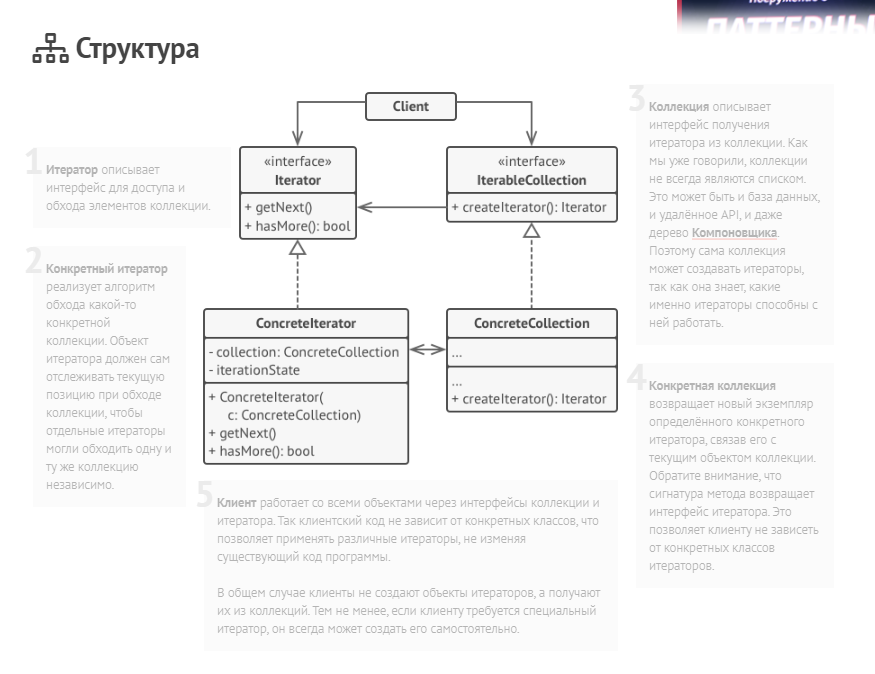 Погружение в
ПАТТЕРНЫ
Структура
Client
«interface»
Iterator
+ getNext()
+ hasMore(): bool
«interface»
IterableCollection
+ createIterator(): Iterator
ConcreteIterator
- collection: ConcreteCollection
- iterationState
+ ConcreteIterator(
c: ConcreteCollection)
+ getNext()
+ hasMore(): bool
ConcreteCollection
...
...
+ createIterator(): Iterator
1
Итератор описывает
интерфейс для доступа и
обхода элементов коллекции.
2
Конкретный итератор
реализует алгоритм
обхода какой-то
конкретной
коллекции. Объект
итератора должен сам
отслеживать текущую
позицию при обходе
коллекции, чтобы
отдельные итераторы
могли обходить одну и
ту же коллекцию
независимо.
3
Коллекция описывает
интерфейс получения
итератора из коллекции. Как
мы уже говорили, коллекции
не всегда являются списком.
Это может быть и база данных,
и удалённое API, и даже
дерево Компоновщика.
Поэтому сама коллекция
может создавать итераторы,
так как она знает, какие
именно итераторы способны с
ней работать.
4
Конкретная коллекция
возвращает новый экземпляр
определённого конкретного
итератора, связав его с
текущим объектом коллекции.
Обратите внимание, что
сигнатура метода возвращает
интерфейс итератора. Это
позволяет клиенту не зависеть
от конкретных классов
итераторов.
5
Клиент работает со всеми объектами через интерфейсы коллекции и
итератора. Так клиентский код не зависит от конкретных классов, что
позволяет применять различные итераторы, не изменяя
существующий код программы.
В общем случае клиенты не создают объекты итераторов, а получают
их из коллекций. Тем не менее, если клиенту требуется специальный
итератор, он всегда может создать его самостоятельно.